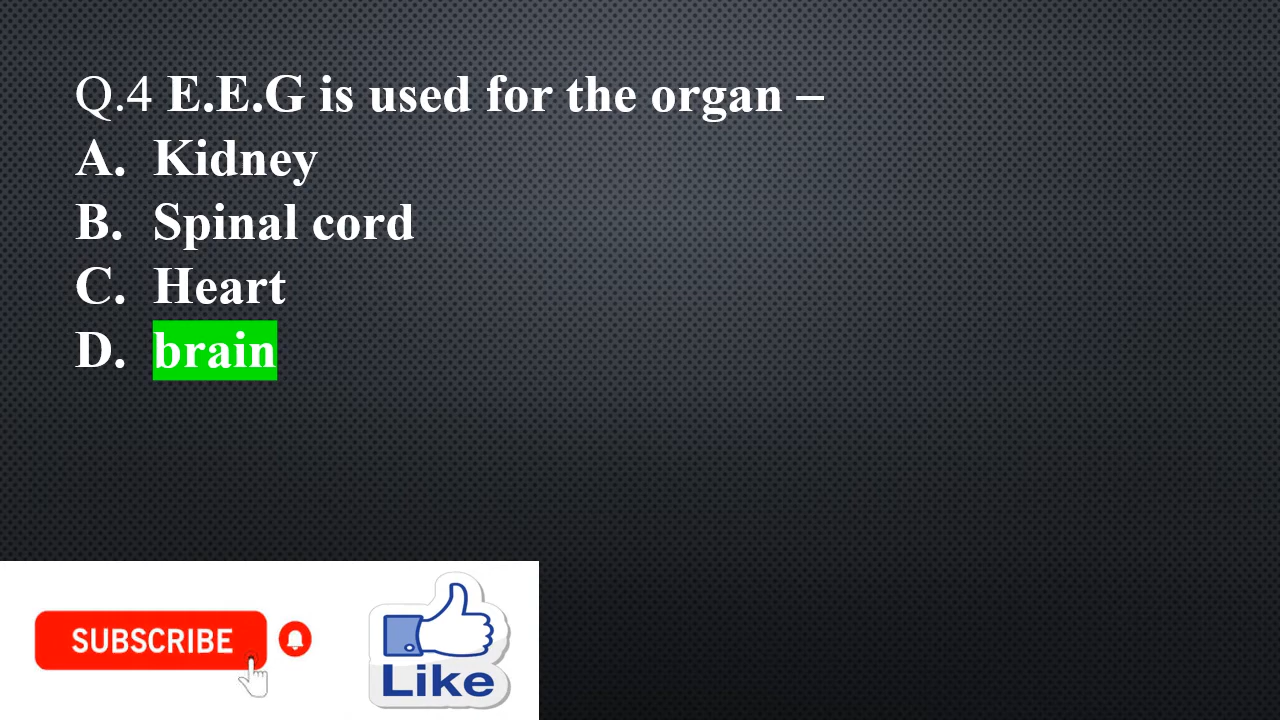 Q.4 E.E.G is used for the organ –
A. Kidney
B. Spinal cord
C. Heart
D. brain
SUBSCRIBE
Like